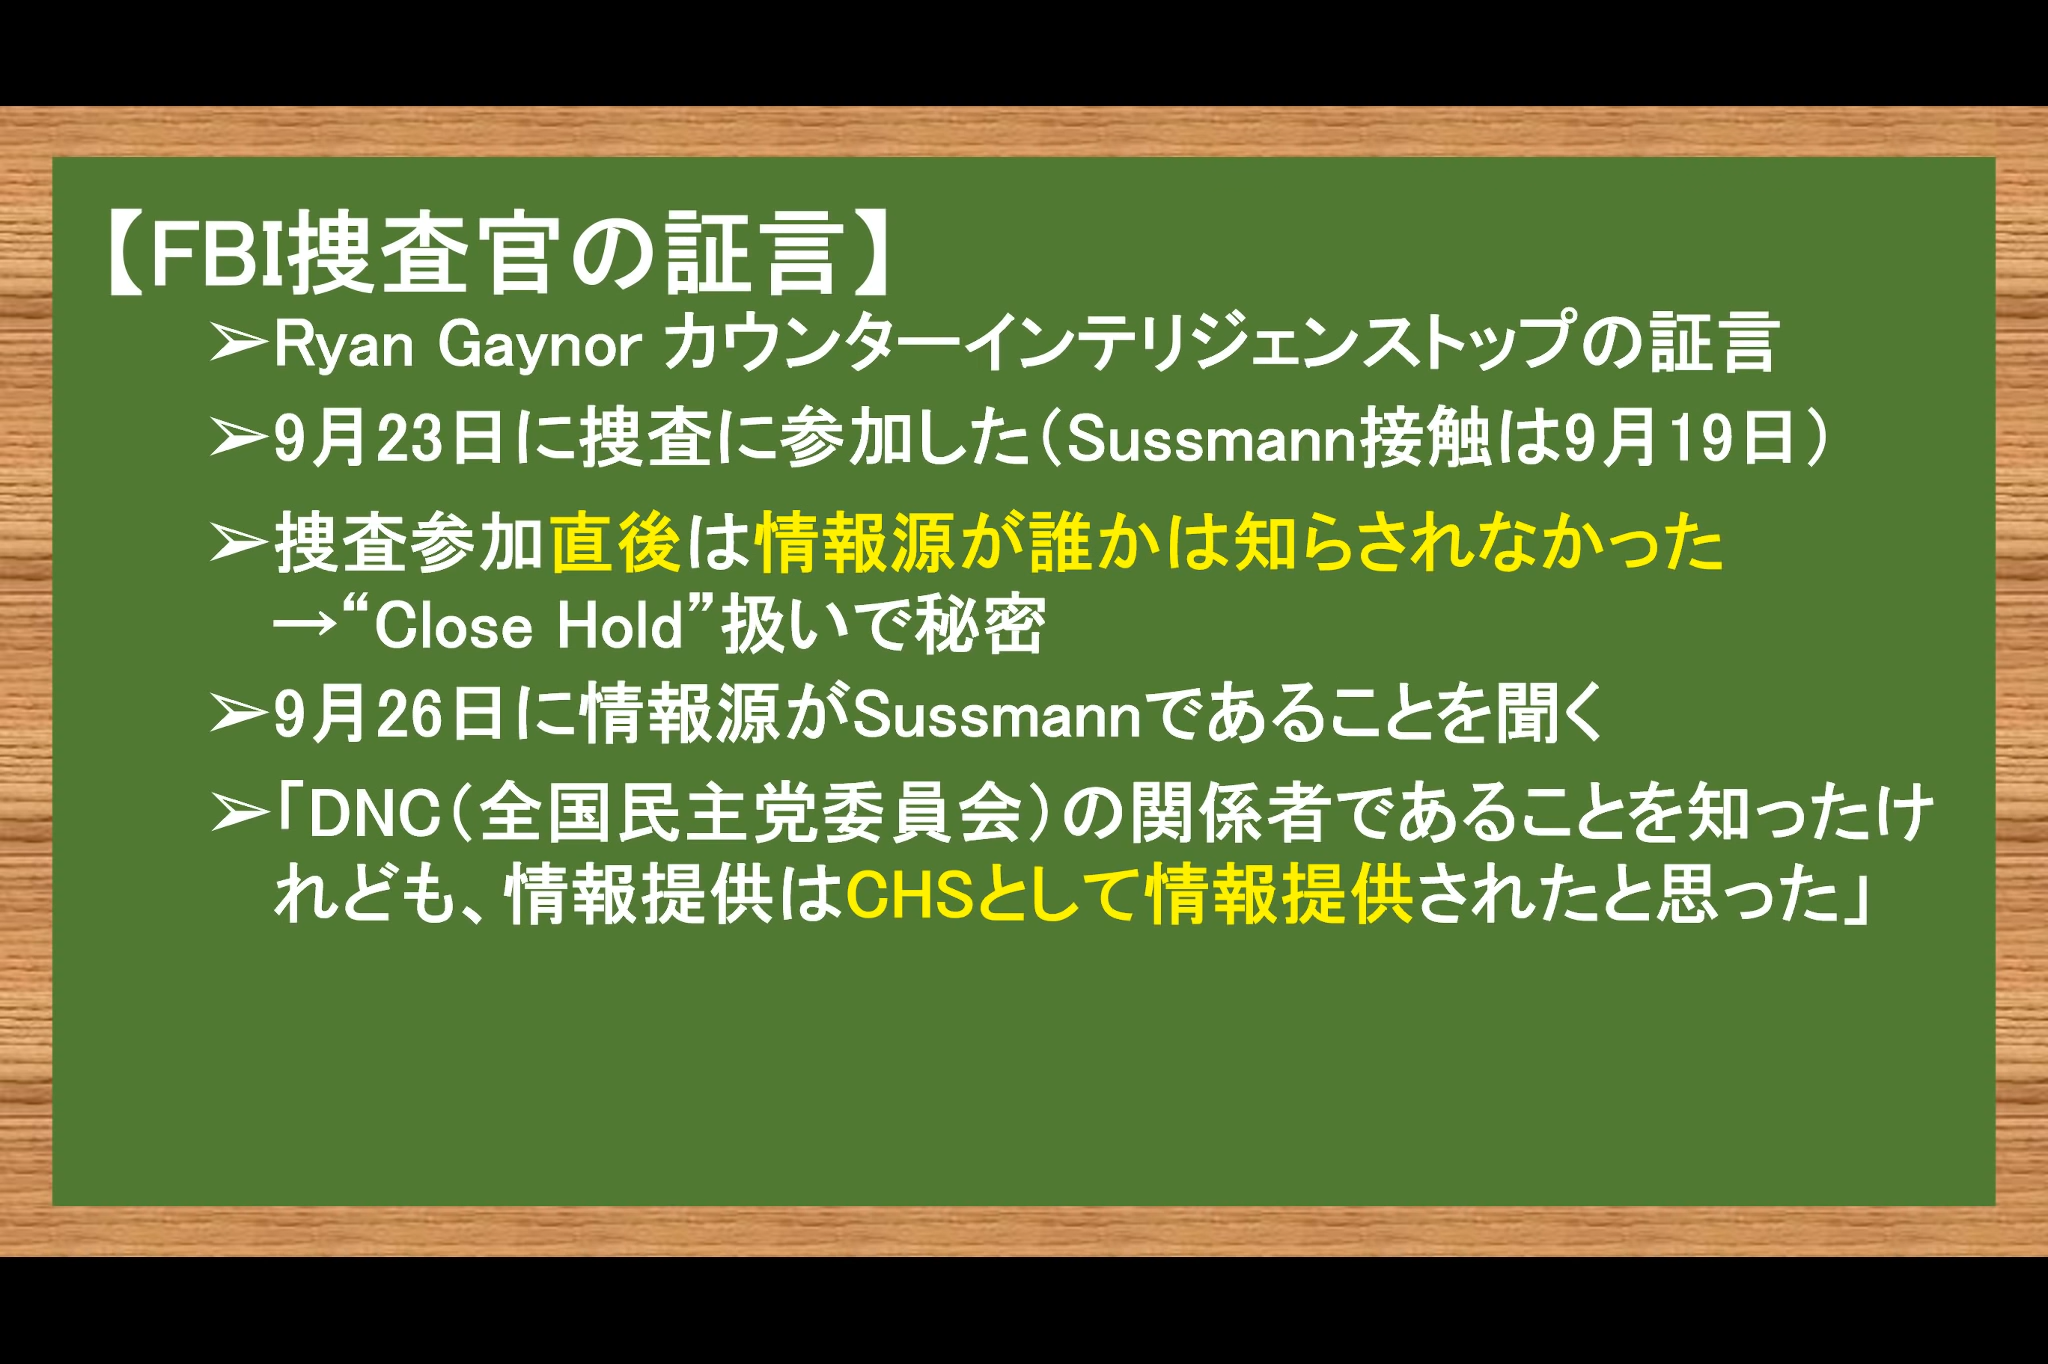 【FBI捜査官の証言】
➢Ryan Gaynor カウンターインテリジェンストップの証言
➢9月23日に捜査に参加した（Sussmann接触は9月19日）
➢捜査参加直後は情報源が誰かは知らされなかった
→“Close Hold”扱いで秘密
➢9月26日に情報源がSussmannであることを聞く
➢「DNC（全国民主党委員会）の関係者であることを知ったけ
れども、情報提供はCHSとして情報提供されたと思った」